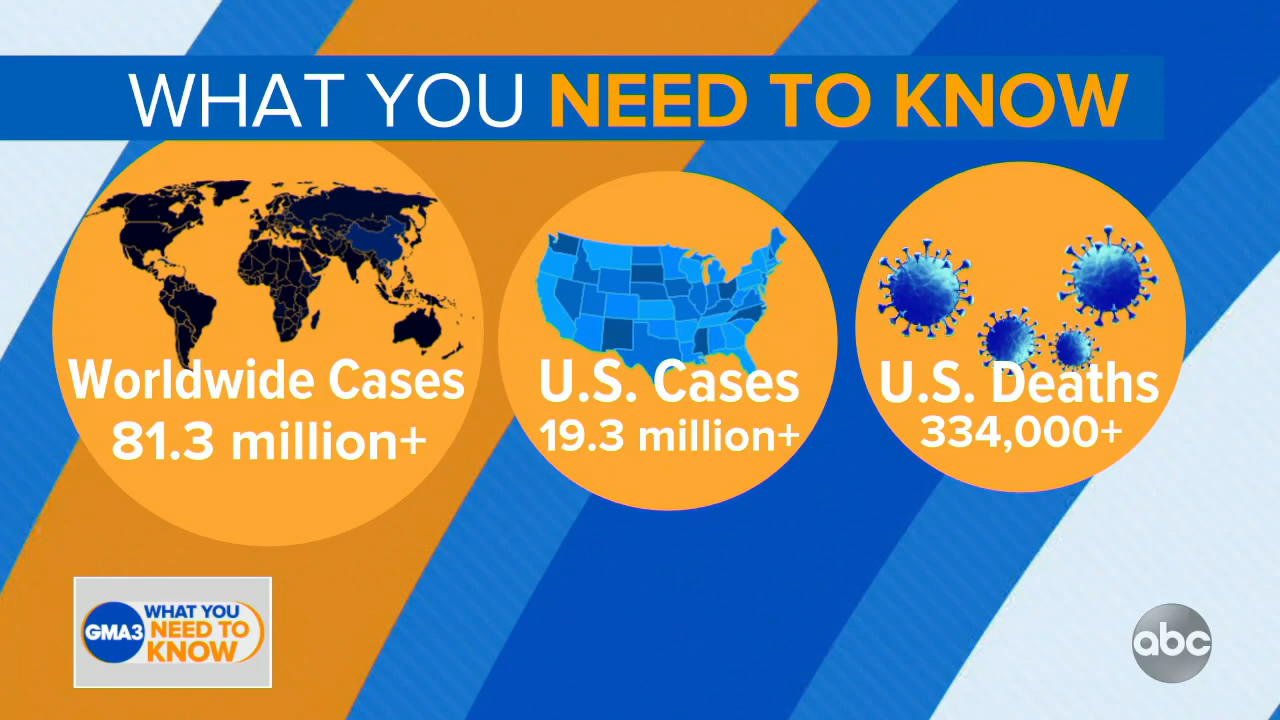 WHAT YOU NEED TO KNOW
Worldwide Cases
81.3 million+
U.S. Cases
19.3 million+
U.S. Deaths
334,000+
GMA3
WHAT YOU
NEED TO
KNOW
abc